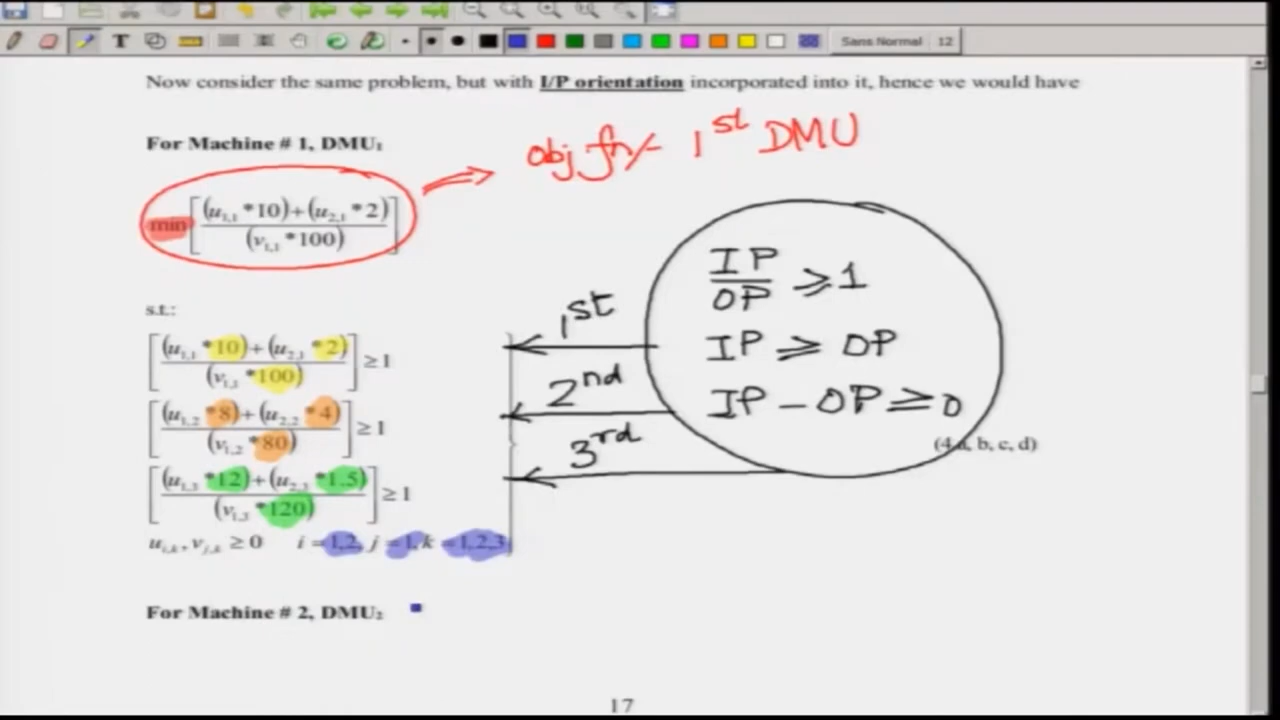 Sans Normal 12
Now consider the same problem, but with I/P orientation incorporated into it, hence we would have
For Machine # 1, DMU₁
obj fn/- 1st DMU
min [ (u₁,₁ * 10) + (u₂,₁ * 2) / (v₁,₁ * 100) ]
s.t.:
[ (u₁,₁ * 10) + (u₂,₁ * 2) / (v₁,₁ * 100) ] ≥ 1
[ (u₁,₂ * 8) + (u₂,₂ * 4) / (v₁,₂ * 80) ] ≥ 1
[ (u₁,₃ * 12) + (u₂,₃ * 1.5) / (v₁,₃ * 120) ] ≥ 1
uᵢ,ₖ, vⱼ,ₖ ≥ 0 i = 1,2, j = 1, k = 1,2,3
1st
2nd
3rd
IP / OP ≥ 1
IP ≥ OP
IP - OP ≥ 0
(4 a, b, c, d)
For Machine # 2, DMU₂
17